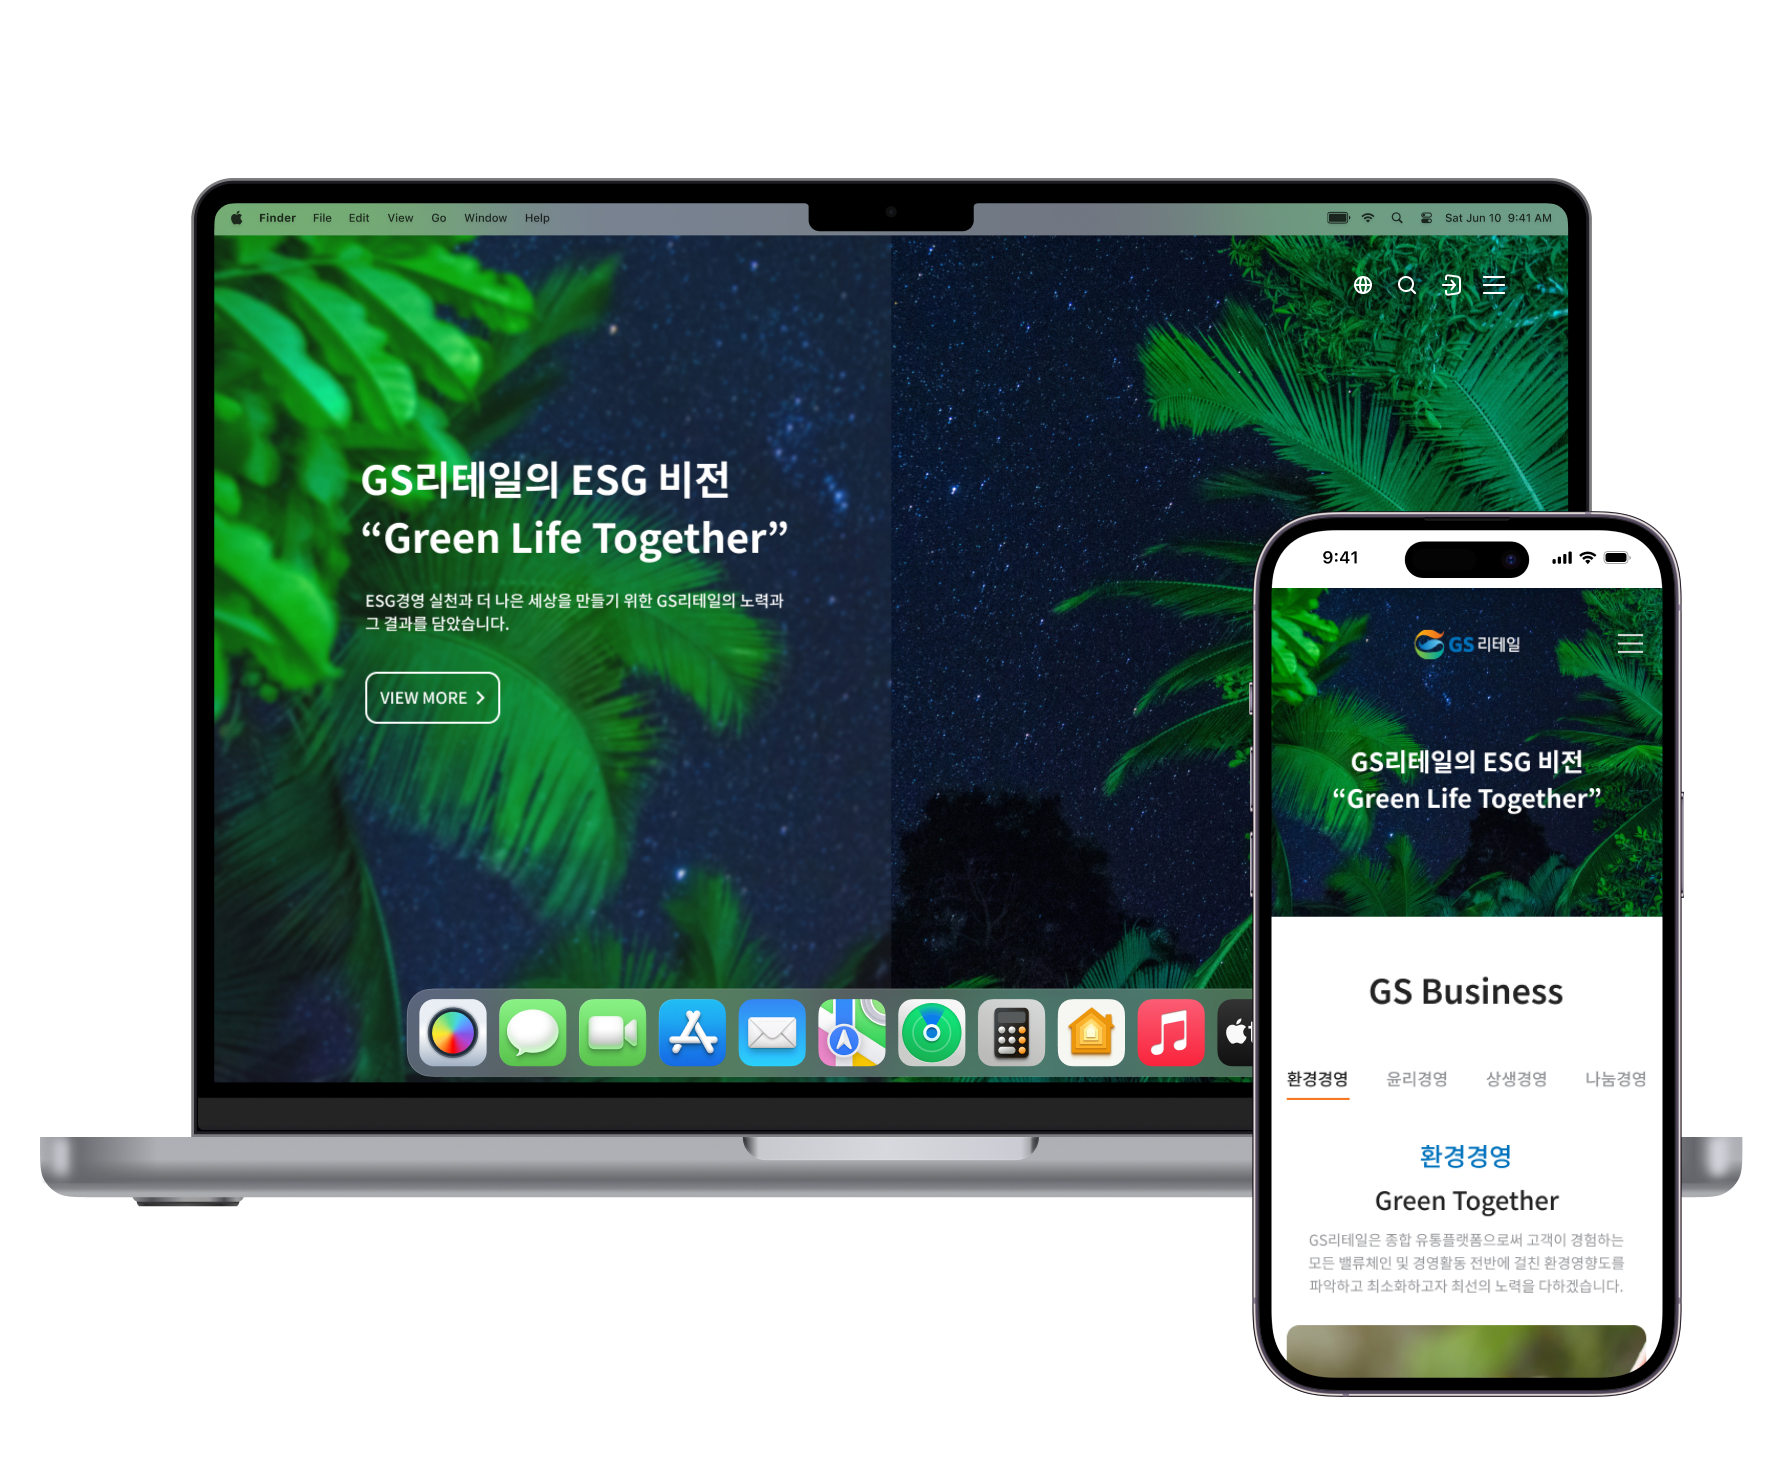 Finder File Edit View Go Window Help
Sat Jun 10 9:41 AM
GS리테일의 ESG 비전
“Green Life Together”
ESG경영 실천과 더 나은 세상을 만들기 위한 GS리테일의 노력과
그 결과를 담았습니다.
VIEW MORE
9:41
GS리테일
GS리테일의 ESG 비전
“Green Life Together”
GS Business
환경경영 윤리경영 상생경영 나눔경영
환경경영
Green Together
GS리테일은 종합 유통플랫폼으로써 고객이 경험하는
모든 밸류체인 및 경영활동 전반에 걸친 환경영향도를
파악하고 최소화하고자 최선의 노력을 다하겠습니다.